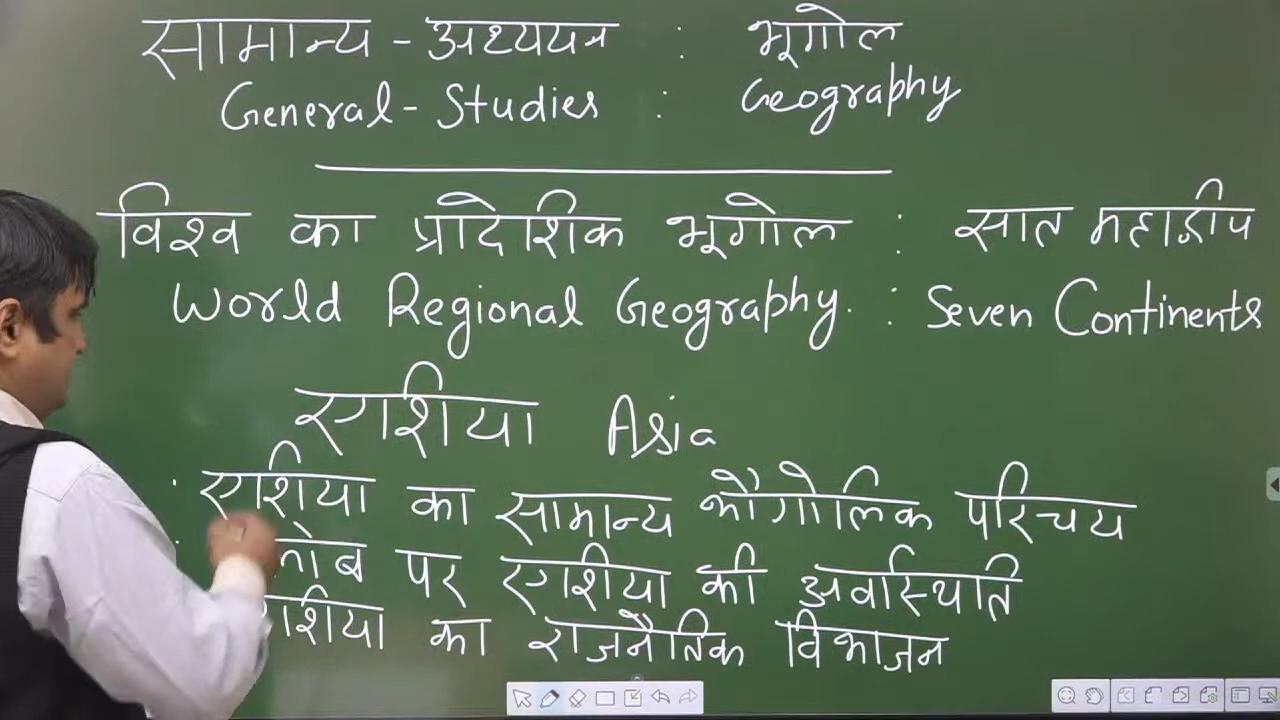 सामान्य - अध्ययन : भूगोल
General - Studies : Geography
विश्व का प्रादेशिक भूगोल : सात महाद्वीप
World Regional Geography. : Seven Continents
एशिया Asia
एशिया का सामान्य भौगोलिक परिचय
पर एशिया की अवस्थिति
का राजनैतिक विभाजन